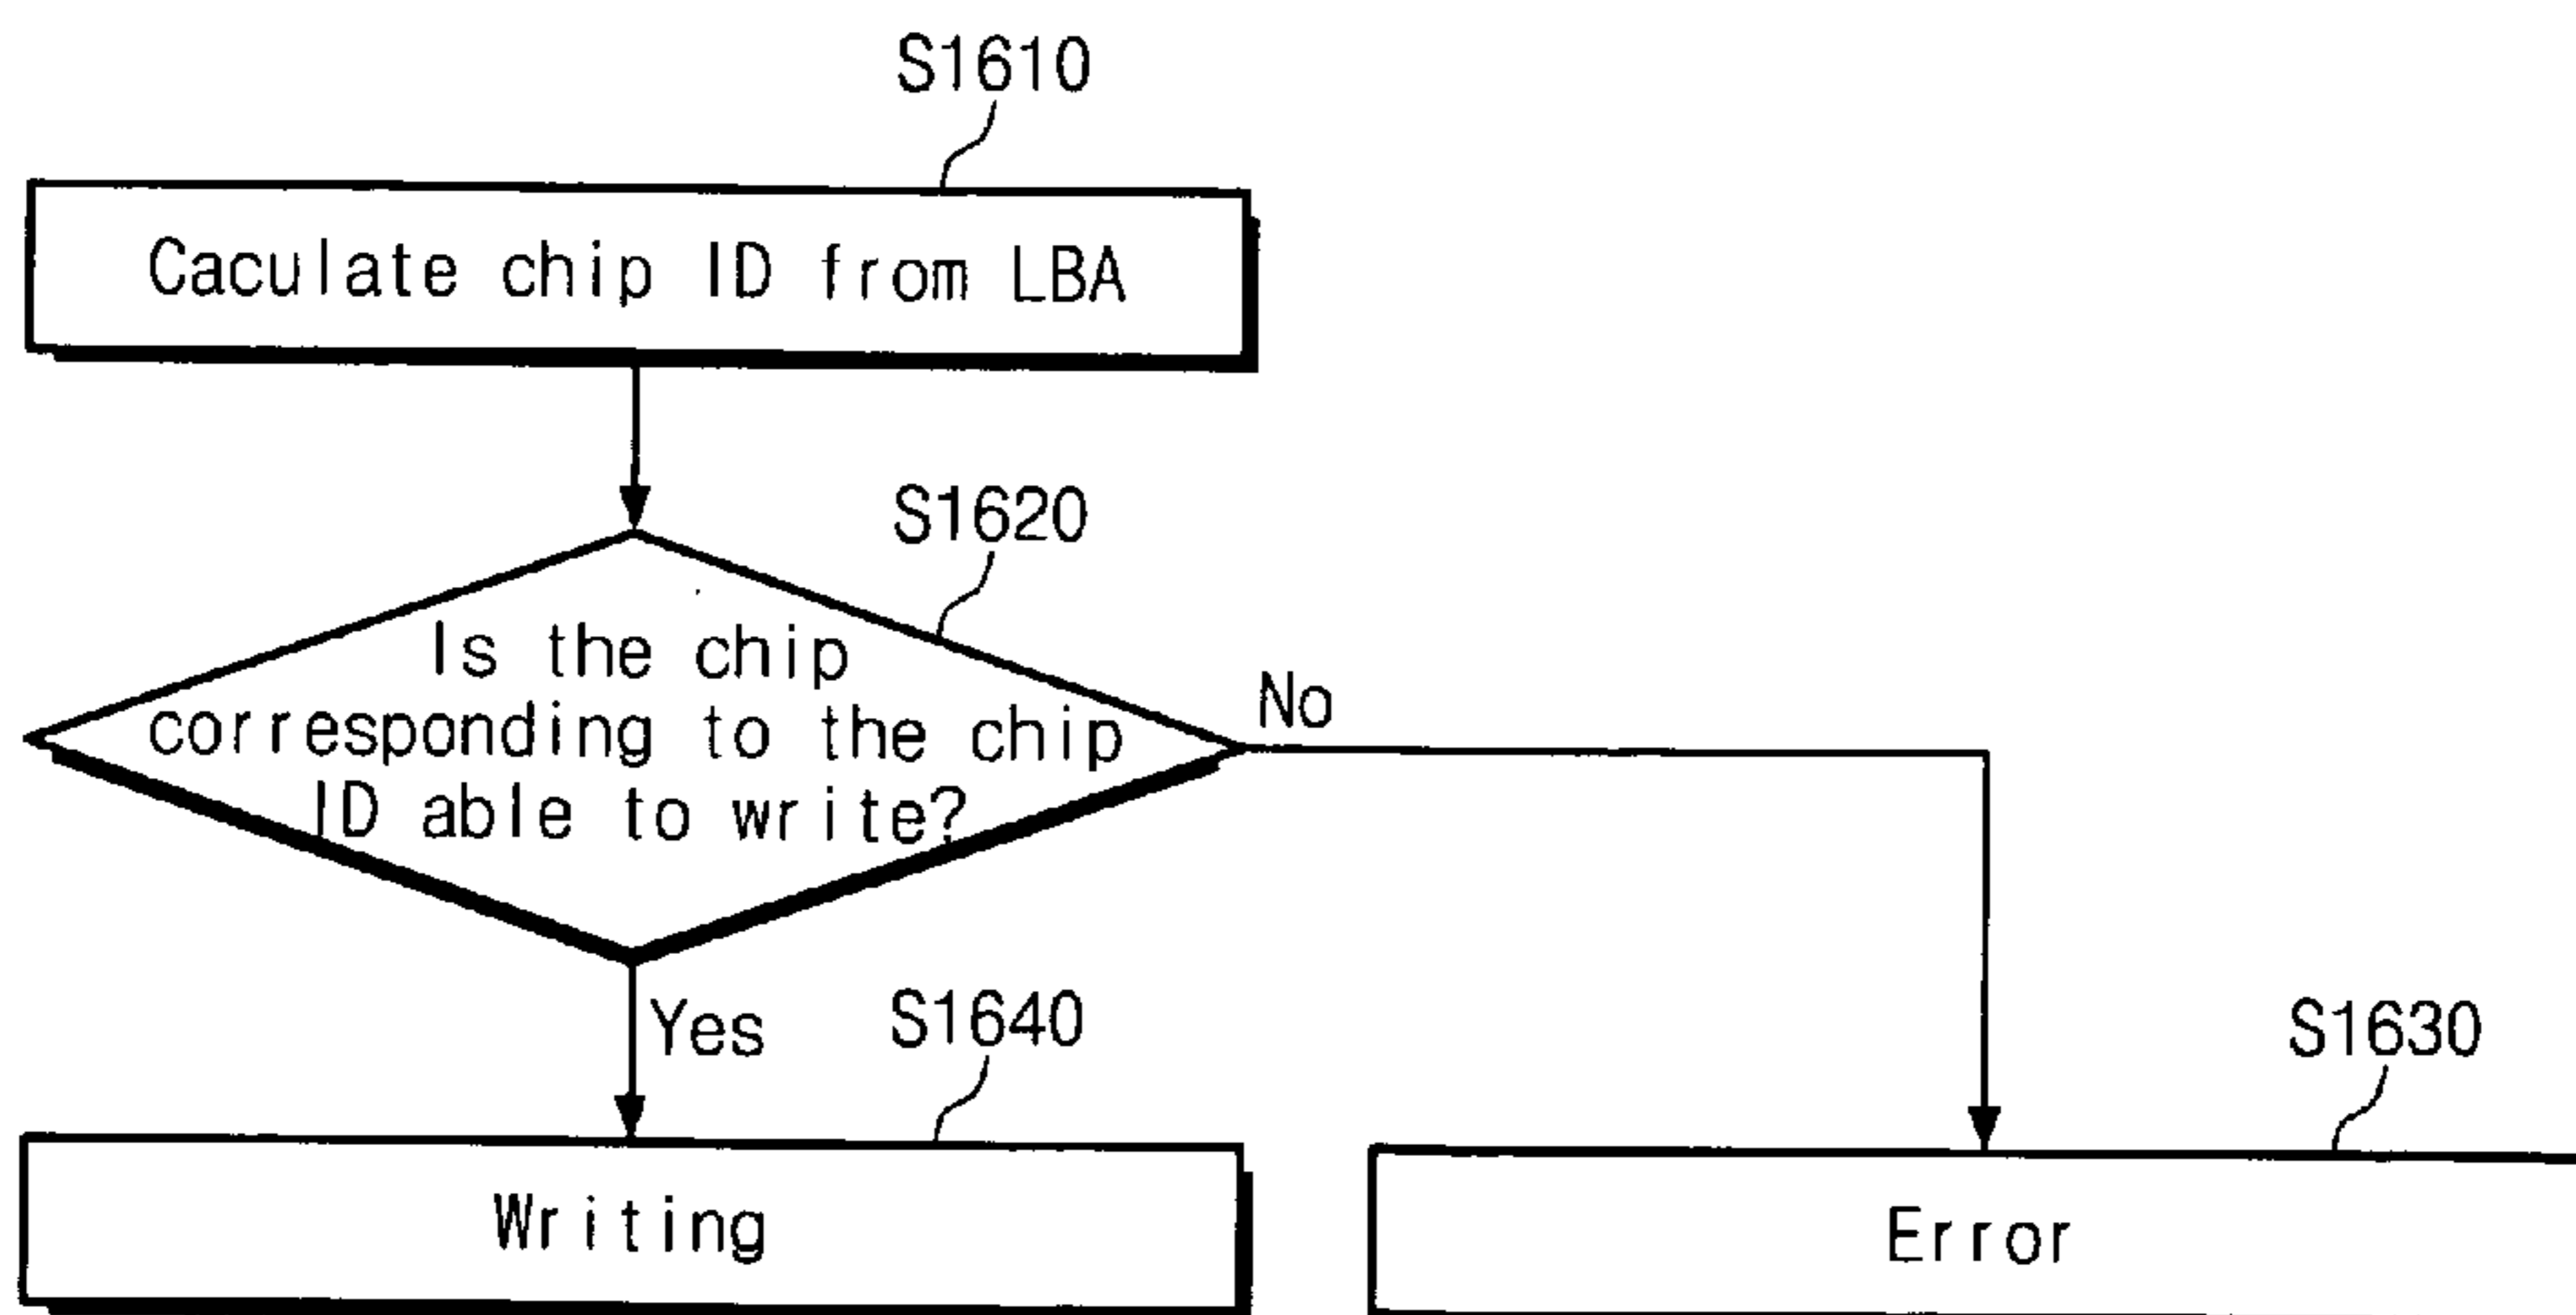 S1610
Caculate chip ID from LBA
S1620
Is the chip
corresponding to the chip
ID able to write?
No
Yes
S1640
S1630
Writing
Error